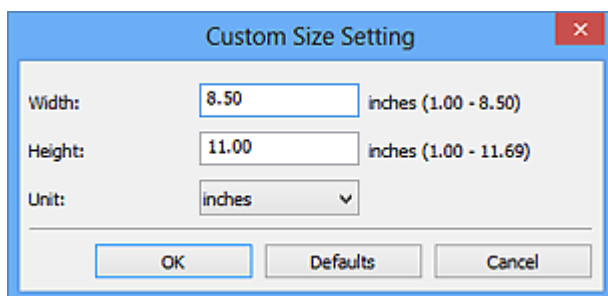 Custom Size Setting
Width: 8.50 inches (1.00 - 8.50)
Height: 11.00 inches (1.00 - 11.69)
Unit: inches
OK Defaults Cancel